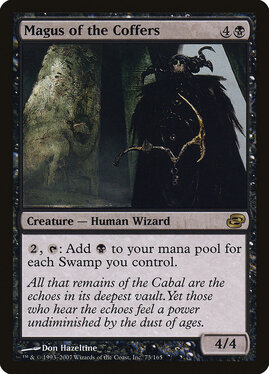 Magus of the Coffers 4
Creature — Human Wizard
2, : Add to your mana pool for
each Swamp you control.
All that remains of the Cabal are the
echoes in its deepest vault. Yet those
who hear the echoes feel a power
undiminished by the dust of ages.
Don Hazeltine
4/4
™ & © 1993–2007 Wizards of the Coast, Inc. 73/165